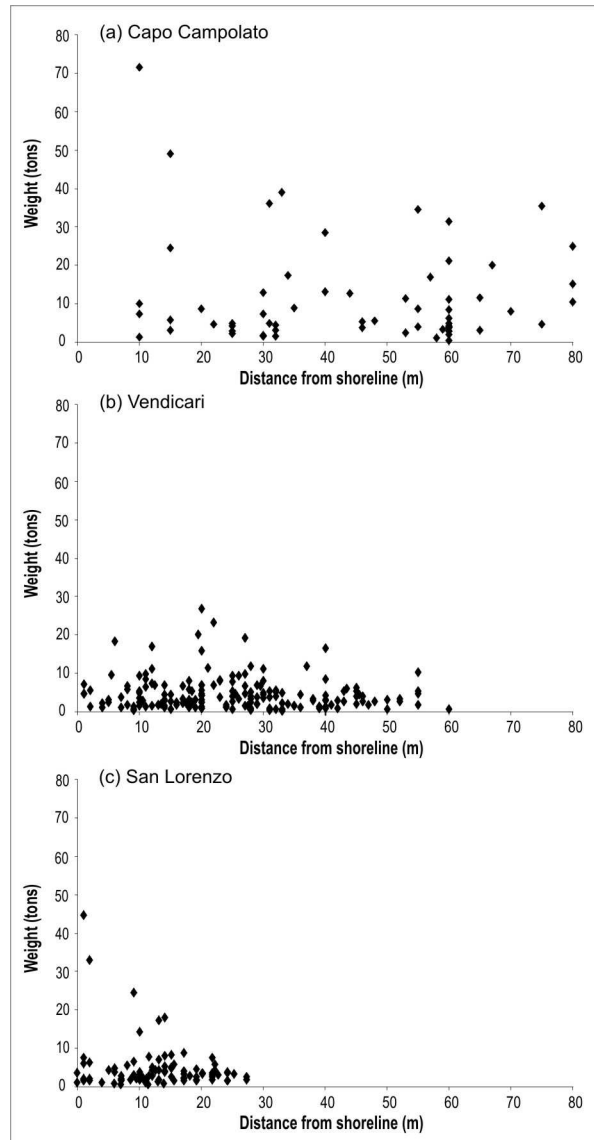 (a) Capo Campolato
80
70
60
50
40
30
20
10
0
Weight (tons)
10 20 30 40 50 60 70 80
Distance from shoreline (m)
(b) Vendicari
80
70
60
50
40
30
20
10
0
Weight (tons)
0 10 20 30 40 50 60 70 80
Distance from shoreline (m)
(c) San Lorenzo
80
70
60
50
40
30
20
10
0
Weight (tons)
0 10 20 30 40 50 60 70 80
Distance from shoreline (m)